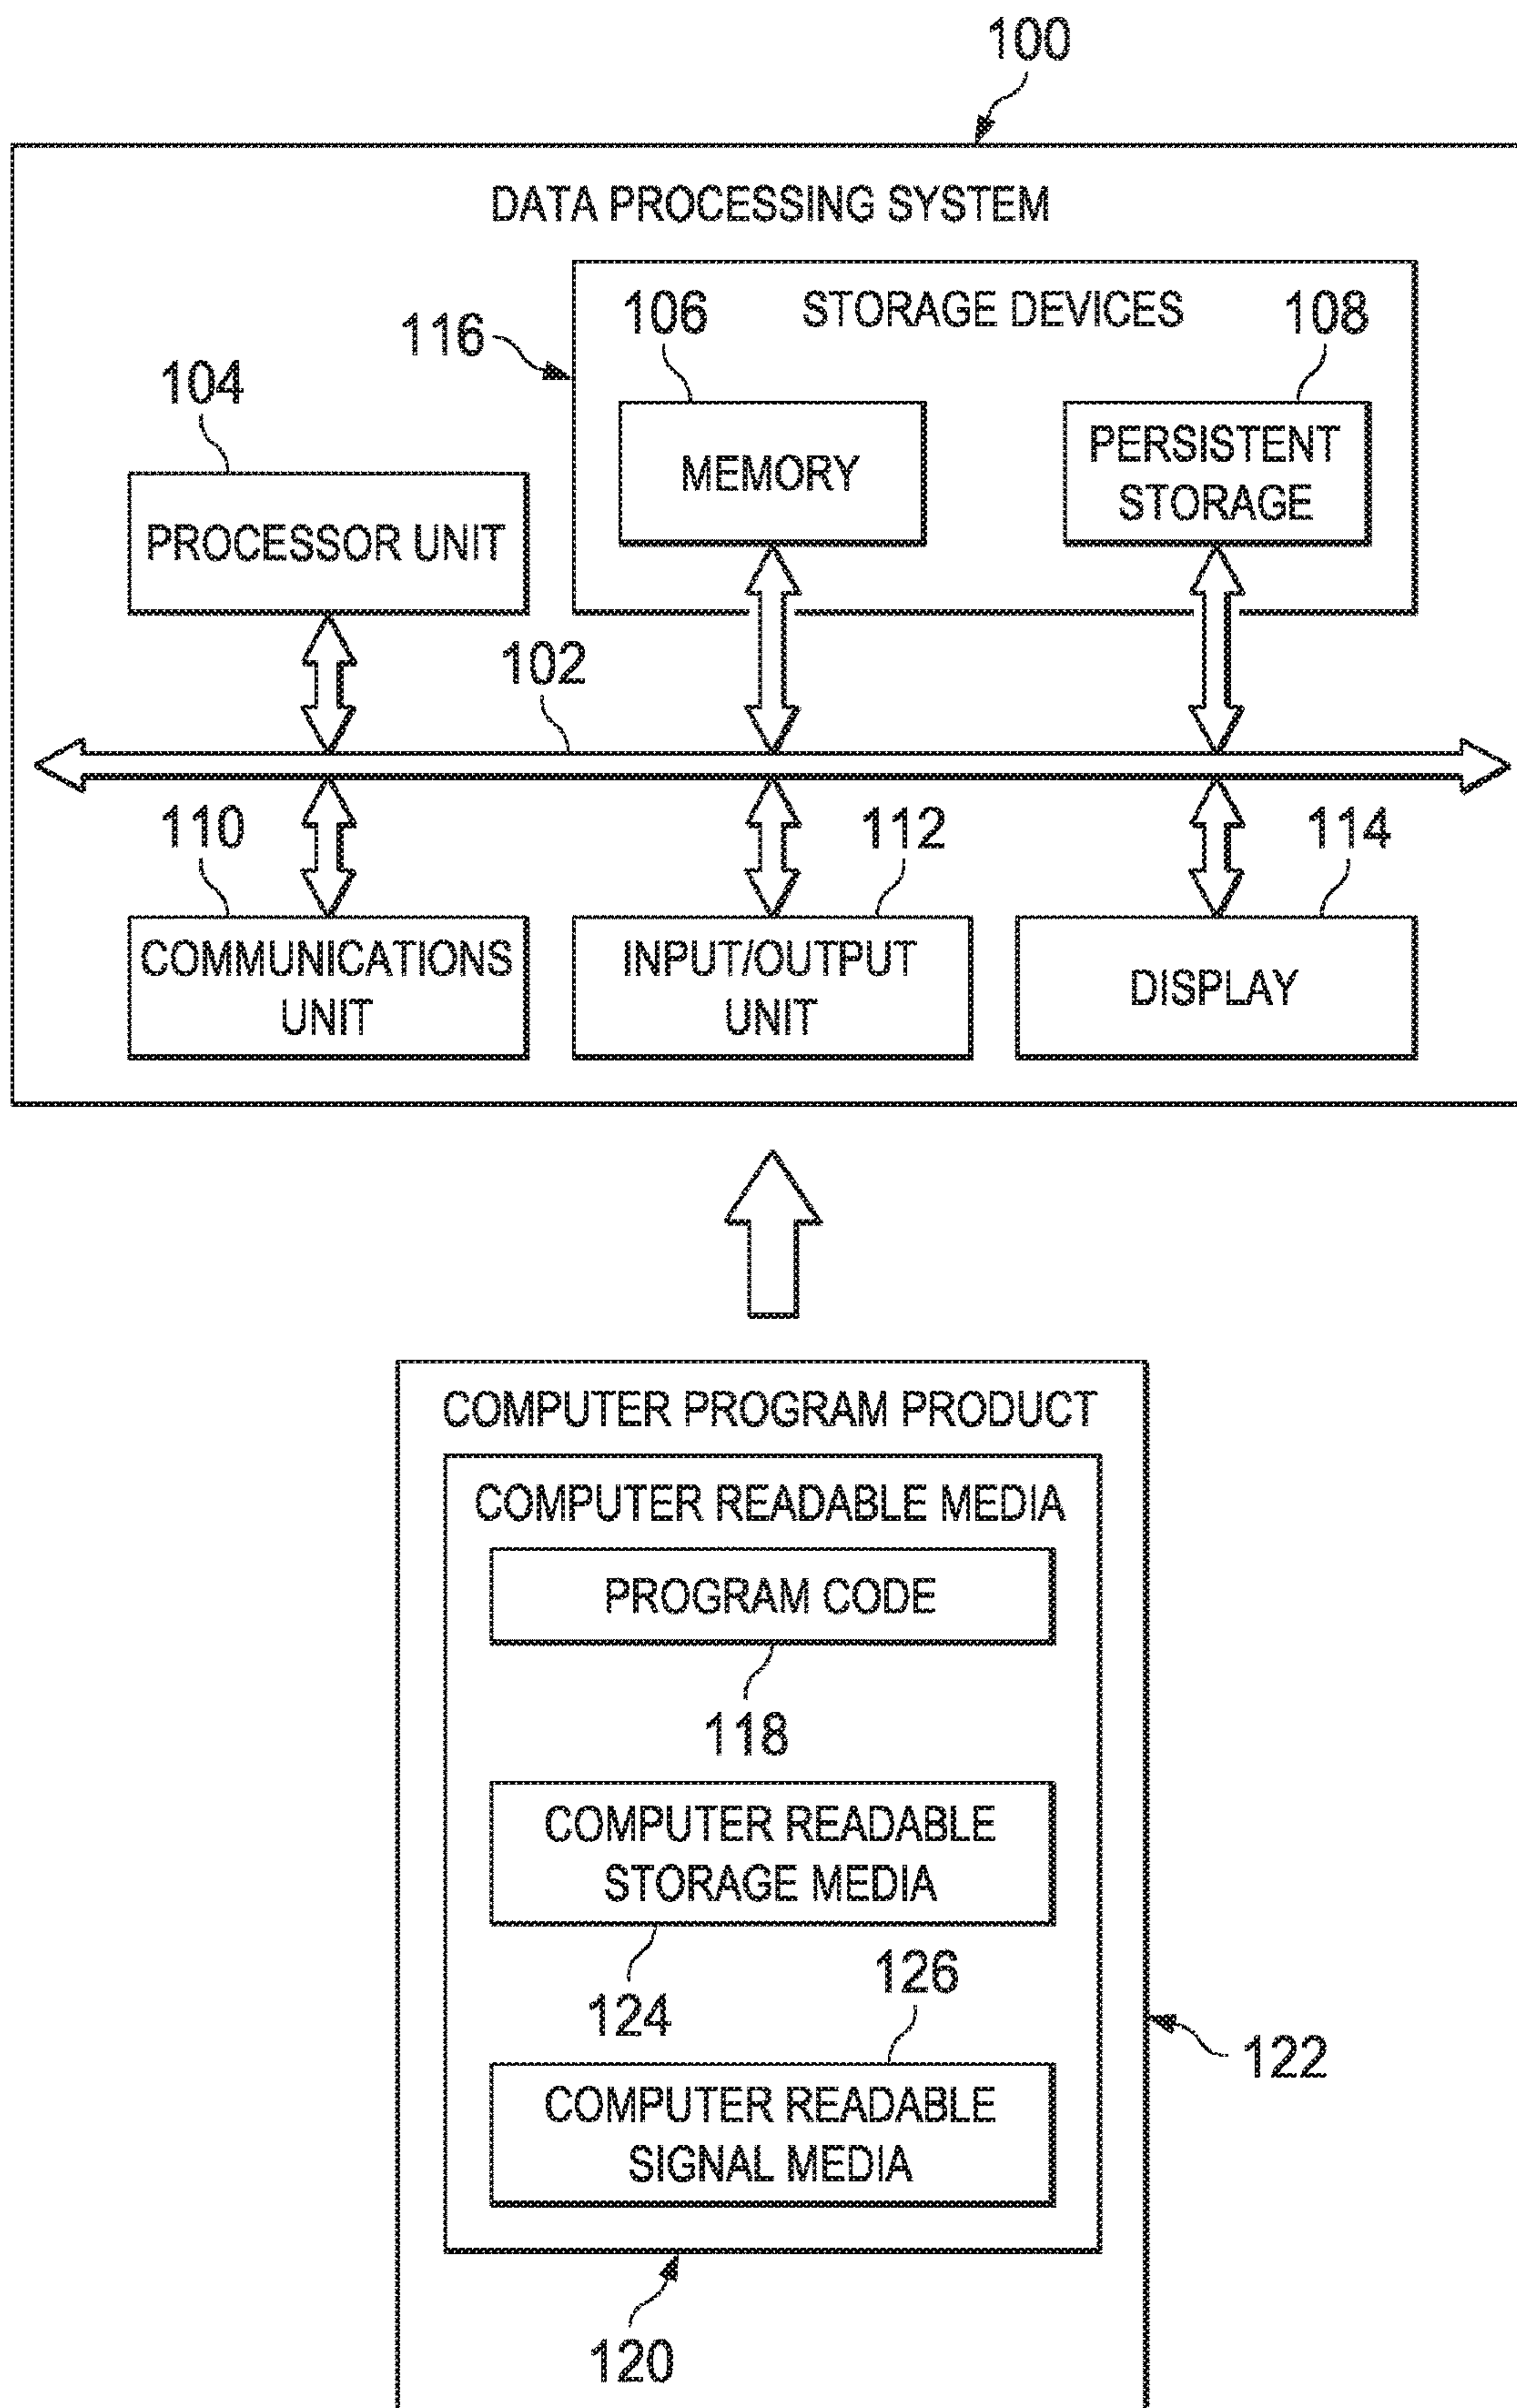 100
DATA PROCESSING SYSTEM
STORAGE DEVICES
116
106
108
104
MEMORY
PERSISTENT
STORAGE
PROCESSOR UNIT
102
110
112
114
COMMUNICATIONS
UNIT
INPUT/OUTPUT
UNIT
DISPLAY
COMPUTER PROGRAM PRODUCT
COMPUTER READABLE MEDIA
PROGRAM CODE
118
COMPUTER READABLE
STORAGE MEDIA
124
126
122
COMPUTER READABLE
SIGNAL MEDIA
120